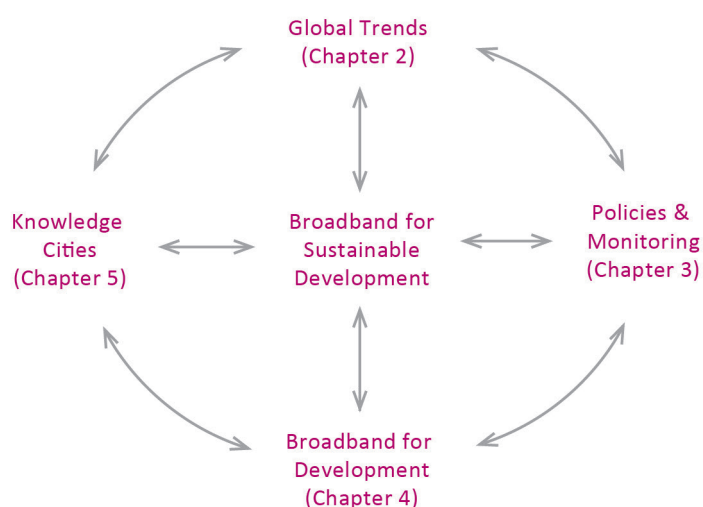 Global Trends
(Chapter 2)
Knowledge
Cities
(Chapter 5)
Broadband for
Sustainable
Development
Policies &
Monitoring
(Chapter 3)
Broadband for
Development
(Chapter 4)